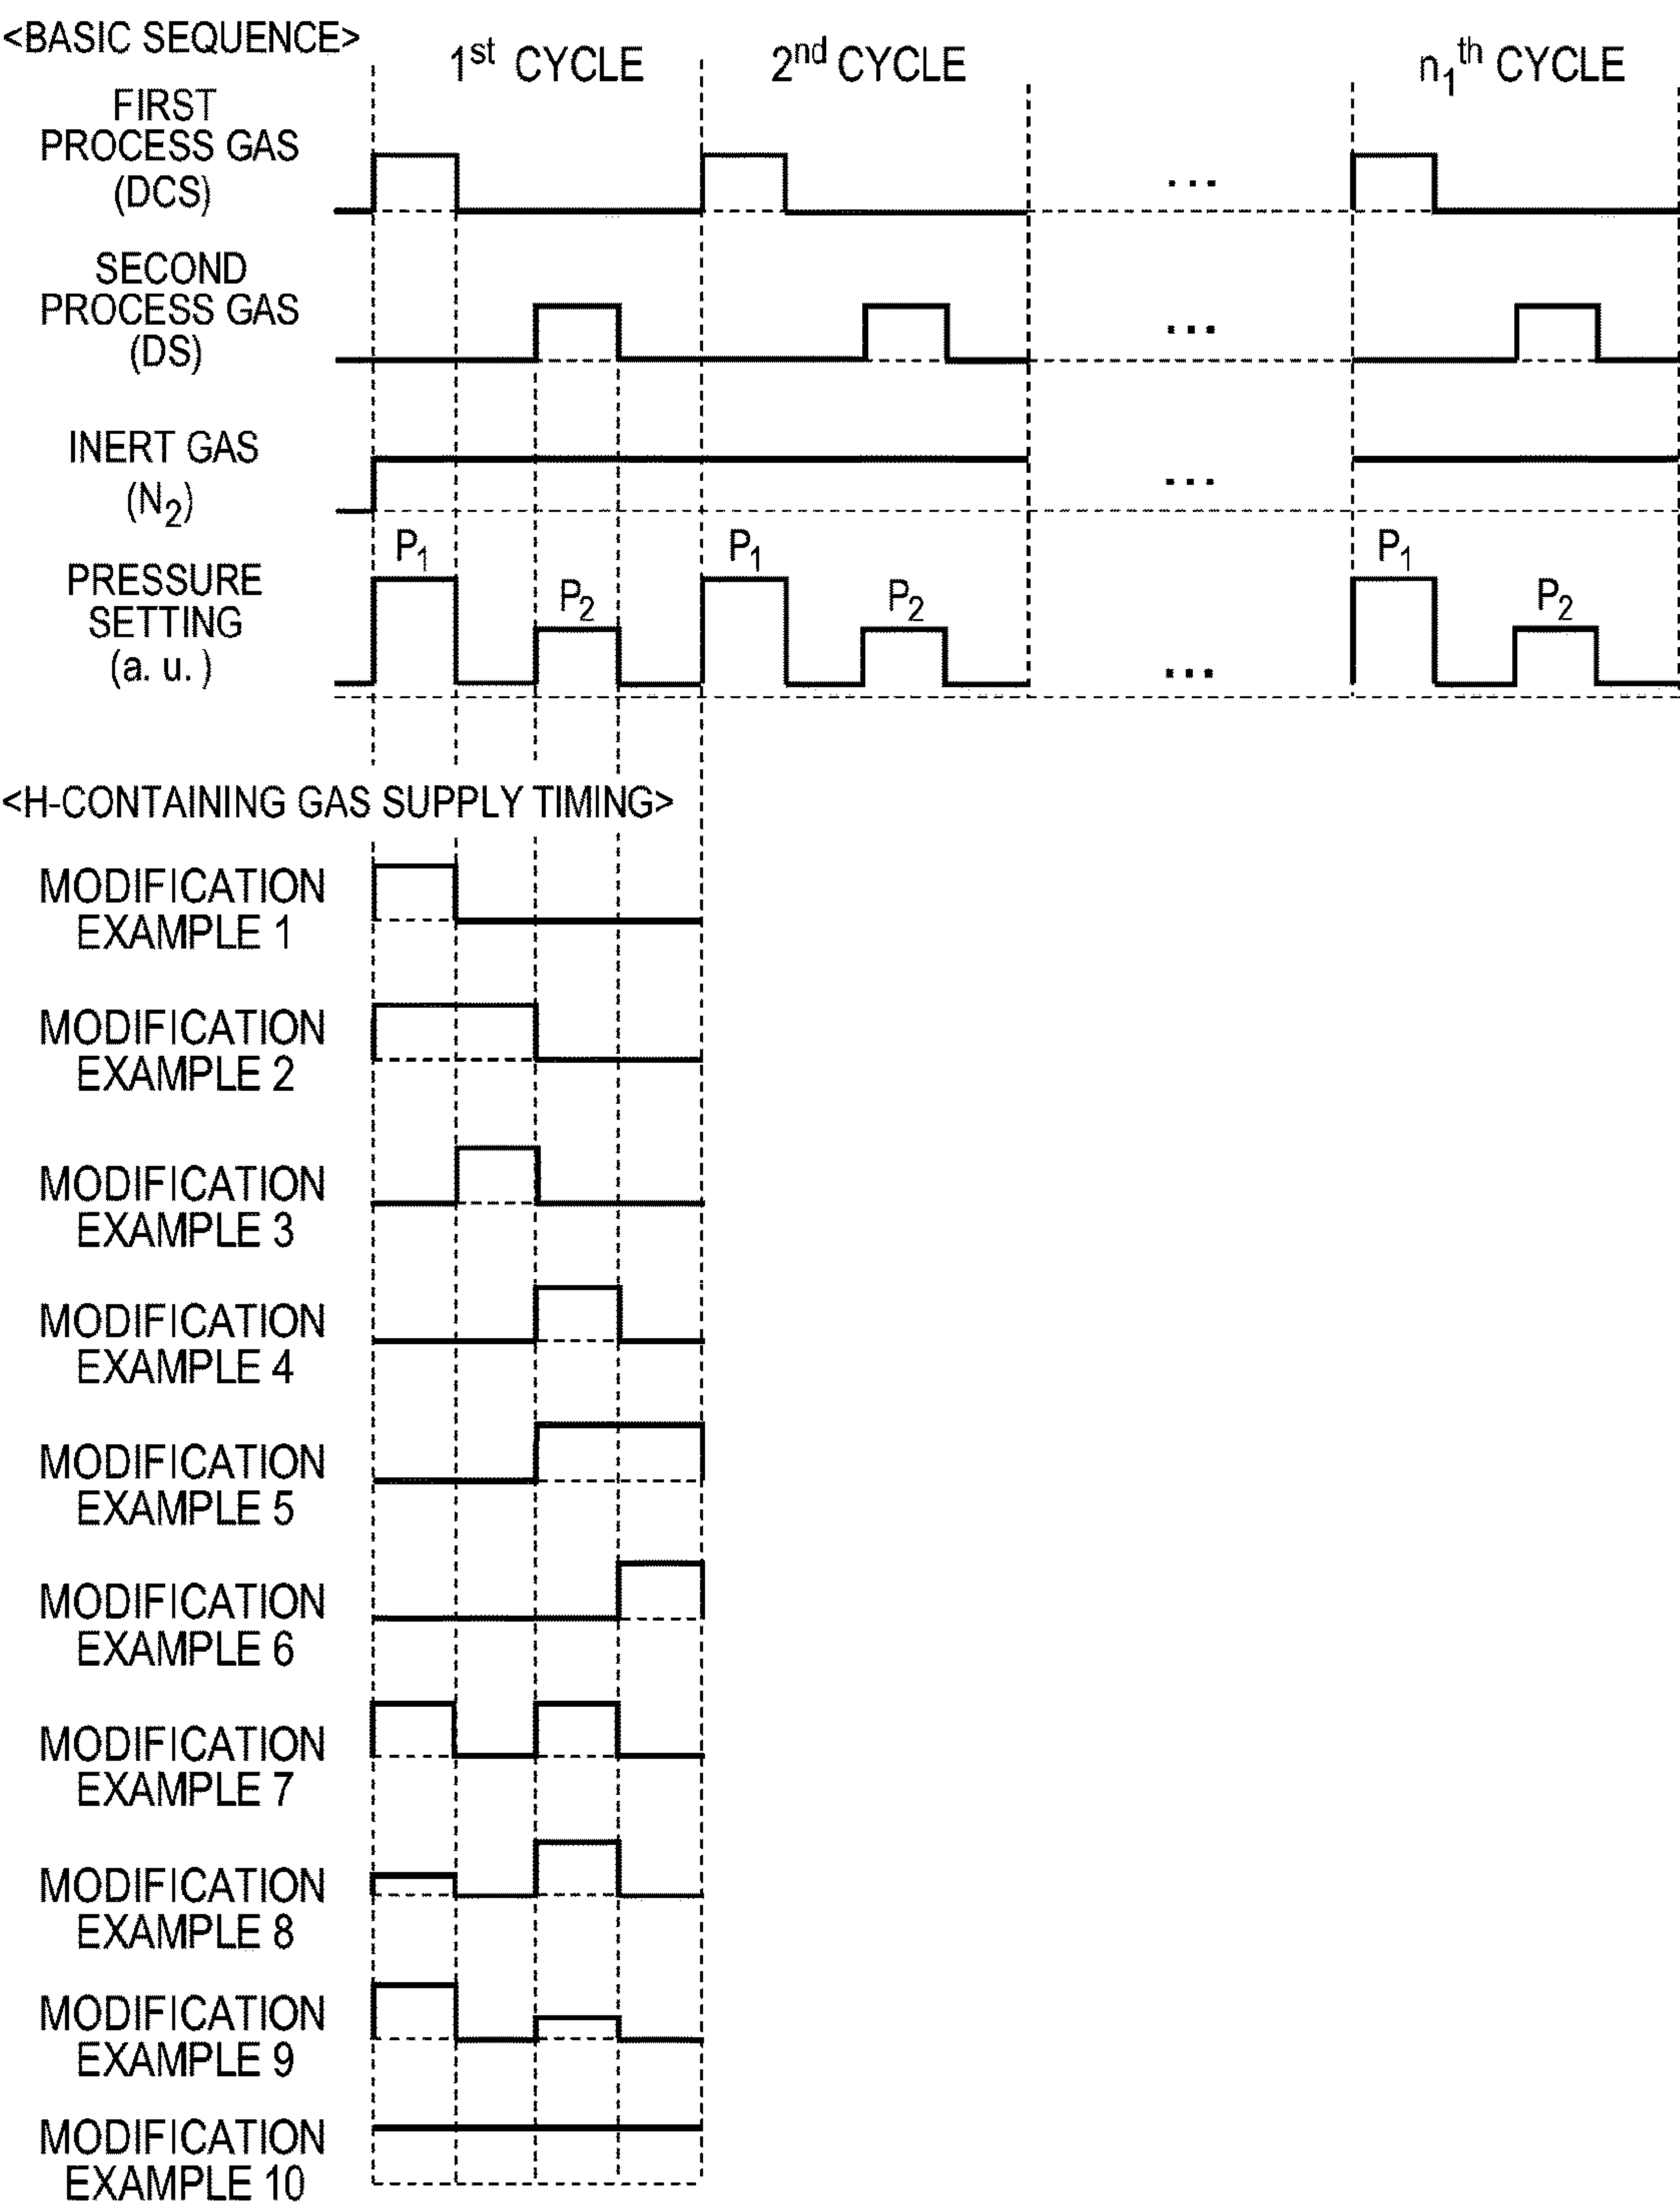 <BASIC SEQUENCE>
1st CYCLE
2nd CYCLE
n1th CYCLE
FIRST
PROCESS GAS
(DCS)
...
SECOND
PROCESS GAS
(DS)
...
INERT GAS
(N2)
...
PRESSURE
SETTING
(a. u. )
P1
P2
P1
P2
...
P1
P2
<H-CONTAINING GAS SUPPLY TIMING>
MODIFICATION
EXAMPLE 1
MODIFICATION
EXAMPLE 2
MODIFICATION
EXAMPLE 3
MODIFICATION
EXAMPLE 4
MODIFICATION
EXAMPLE 5
MODIFICATION
EXAMPLE 6
MODIFICATION
EXAMPLE 7
MODIFICATION
EXAMPLE 8
MODIFICATION
EXAMPLE 9
MODIFICATION
EXAMPLE 10